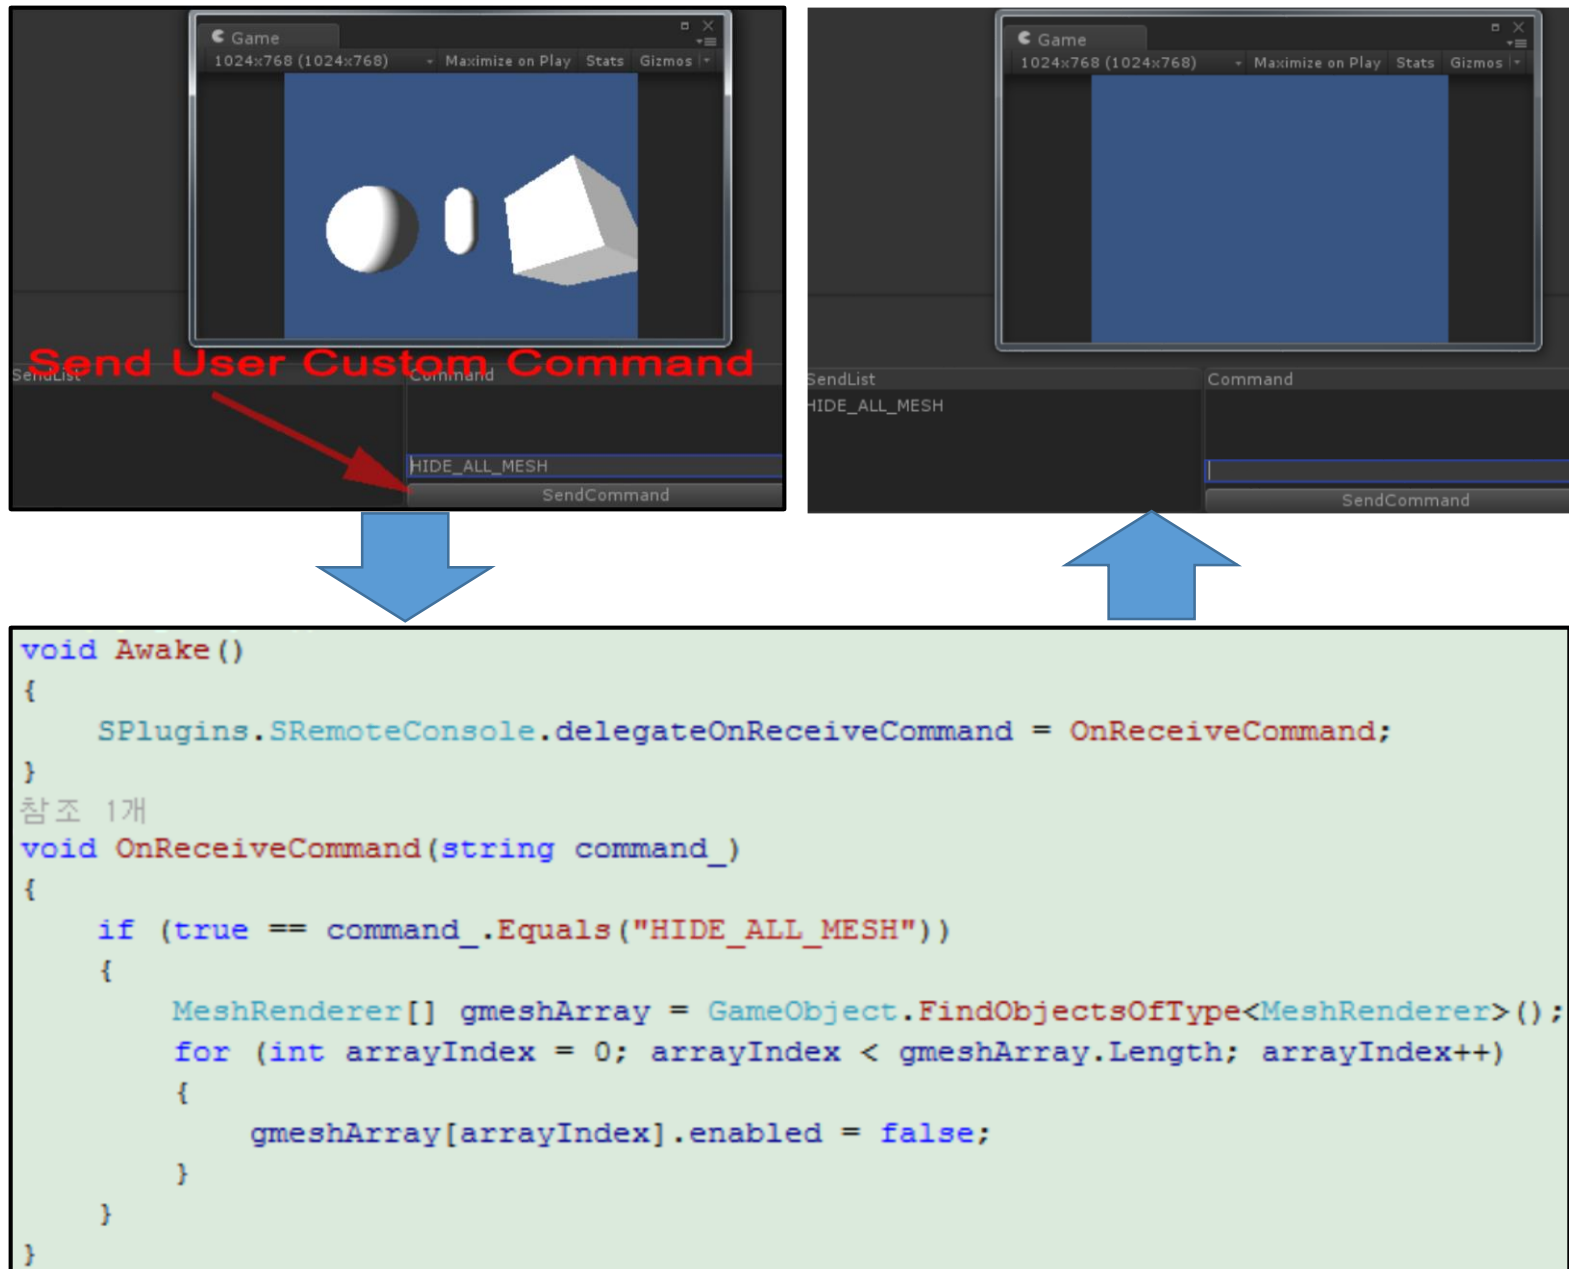 Game
1024x768 (1024x768) Maximize on Play Stats Gizmos
Send User Custom Command
SendList Command
HIDE_ALL_MESH
SendCommand
Game
1024x768 (1024x768) Maximize on Play Stats Gizmos
SendList Command
HIDE_ALL_MESH
SendCommand
void Awake()
{
    SPlugins.SRemoteConsole.delegateOnReceiveCommand = OnReceiveCommand;
}
참조 1개
void OnReceiveCommand(string command_)
{
    if (true == command_.Equals("HIDE_ALL_MESH"))
    {
        MeshRenderer[] gmeshArray = GameObject.FindObjectsOfType<MeshRenderer>();
        for (int arrayIndex = 0; arrayIndex < gmeshArray.Length; arrayIndex++)
        {
            gmeshArray[arrayIndex].enabled = false;
        }
    }
}